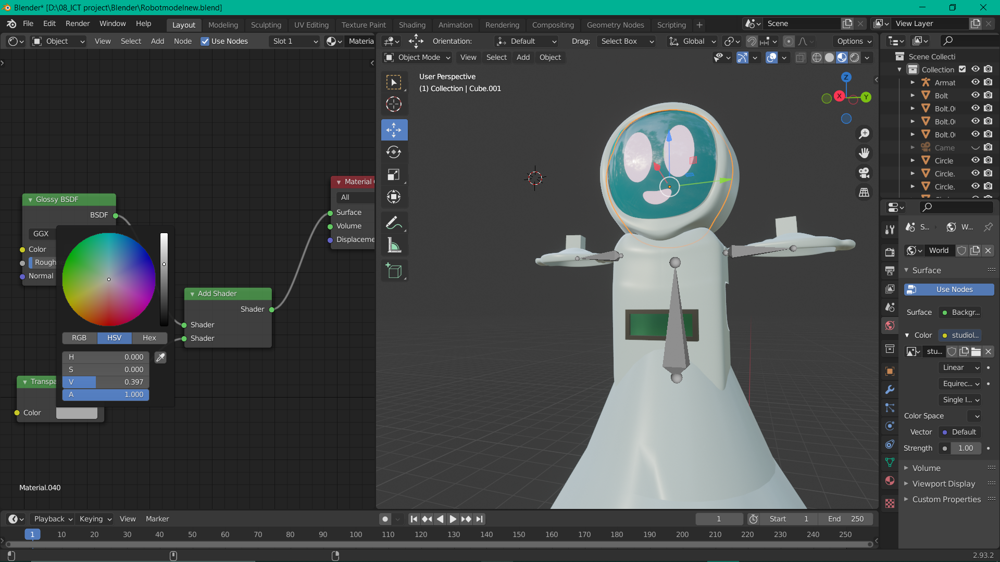 Blender* [D:\08_ICT project\Blender\Robotmodelnew.blend]
File Edit Render Window Help
Layout Modeling Sculpting UV Editing Texture Paint Shading Animation Rendering Compositing Geometry Nodes Scripting +
Scene
View Layer
Object View Select Add Node Use Nodes Slot 1 Materia
Orientation: Default Drag: Select Box Global Options
Object Mode View Select Add Object
User Perspective
(1) Collection | Cube.001
Z
X
Y
Scene Collecti
Collection
Armat
Bolt
Bolt.0
Bolt.0
Bolt.0
Came
Circle
Circle.
Circle.
Material
All
Surface
Volume
Displaceme
Glossy BSDF
BSDF
GGX
Color
Rough
Normal
RGB HSV Hex
H 0.000
S 0.000
V 0.397
A 1.000
Add Shader
Shader
Shader
Shader
Transpa
Color
Material.040
S... W...
World
Surface
Use Nodes
Surface Backgr...
Color studiol...
stu...
Linear
Equirec...
Single I...
Color Space
Vector Default
Strength 1.00
Volume
Viewport Display
Custom Properties
Playback Keying View Marker
1 Start 1 End 250
1 10 20 30 40 50 60 70 80 90 100 110 120 130 140 150 160 170 180 190 200 210 220 230 240 250
2.93.2